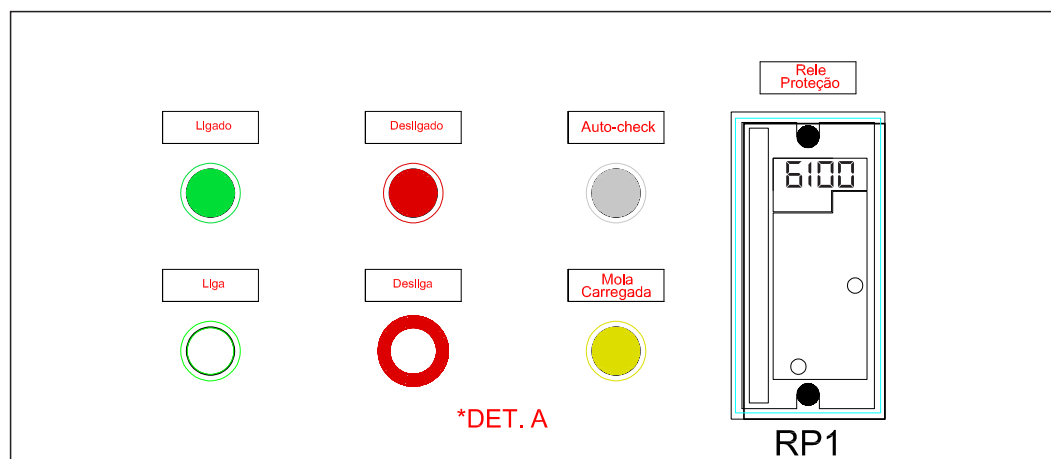 Rele
Proteção
Ligado
Desligado
Auto-check
6100
Liga
Desliga
Mola
Carregada
*DET. A
RP1